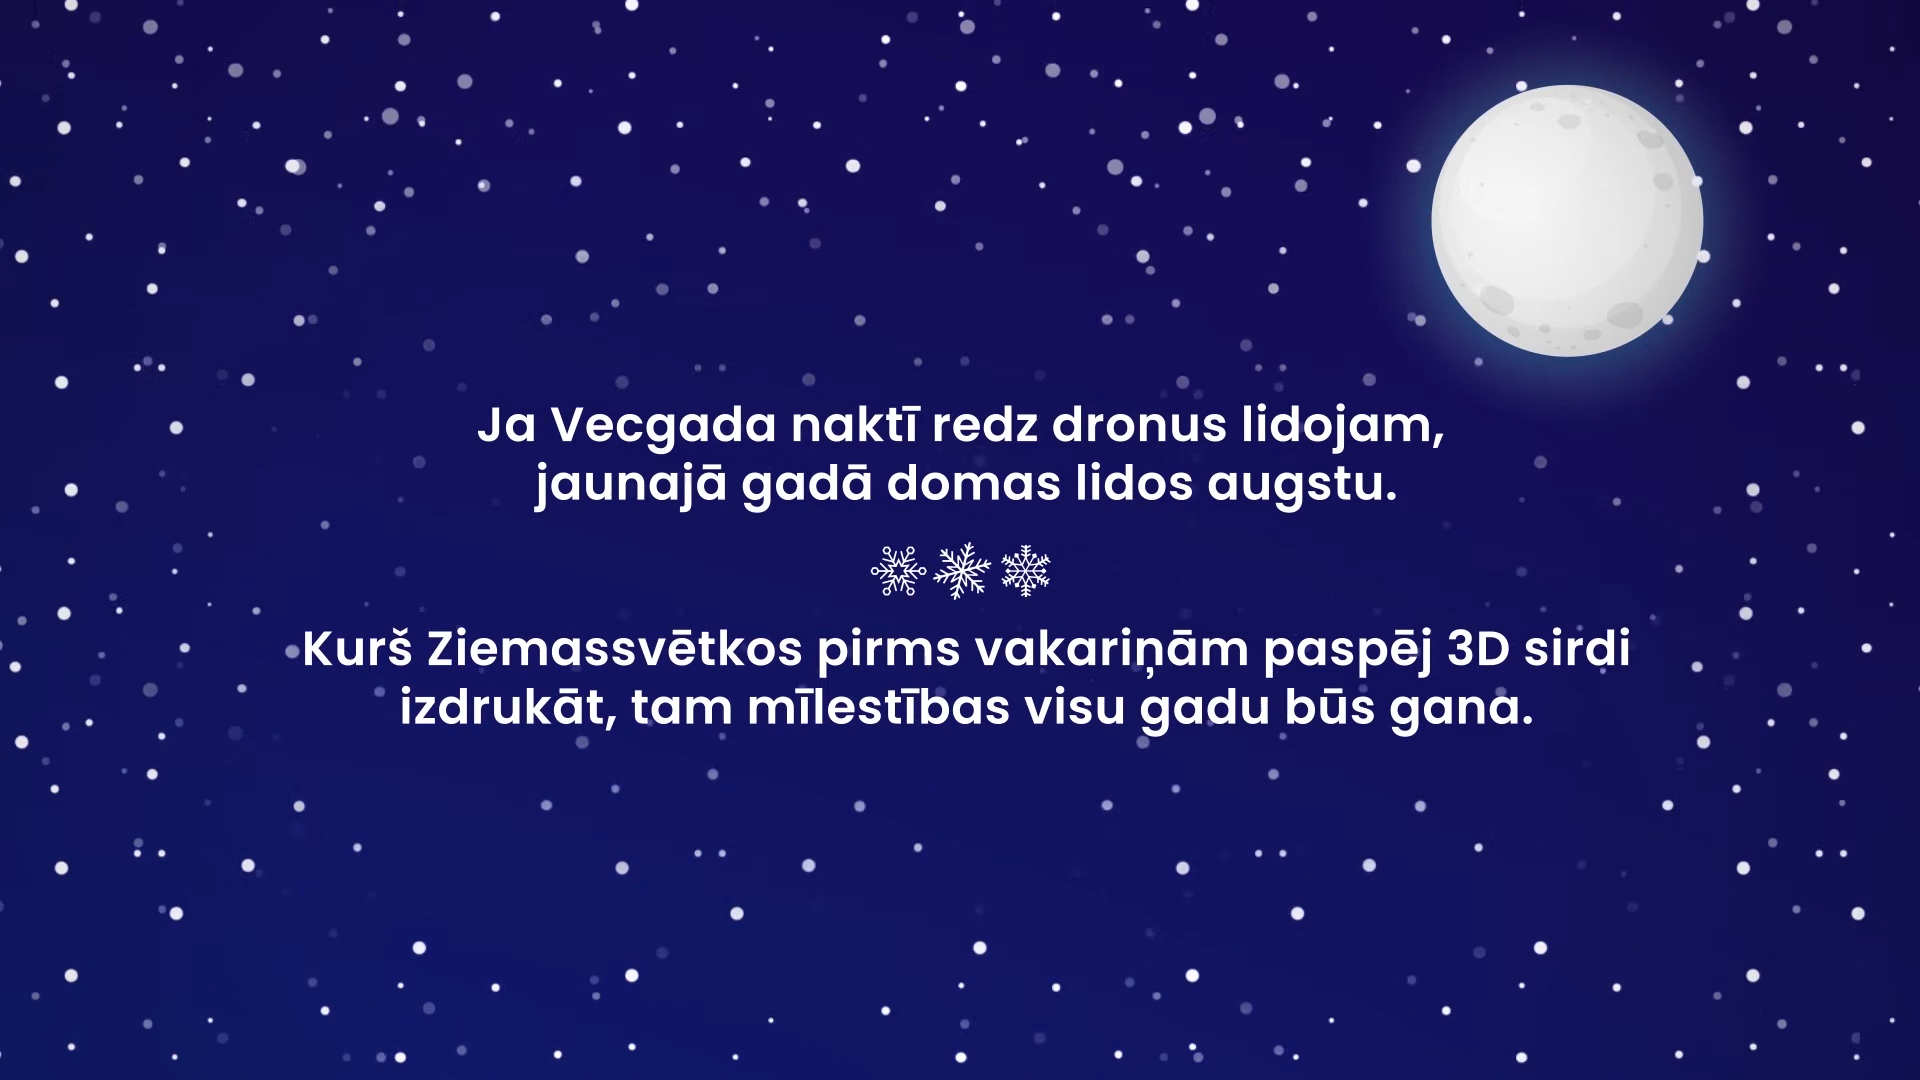 Ja Vecgada naktī redz dronus lidojam,
jaunajā gadā domas lidos augstu.
Kurš Ziemassvētkos pirms vakariņām paspēj 3D sirdi
izdrukāt, tam mīlestības visu gadu būs gana.